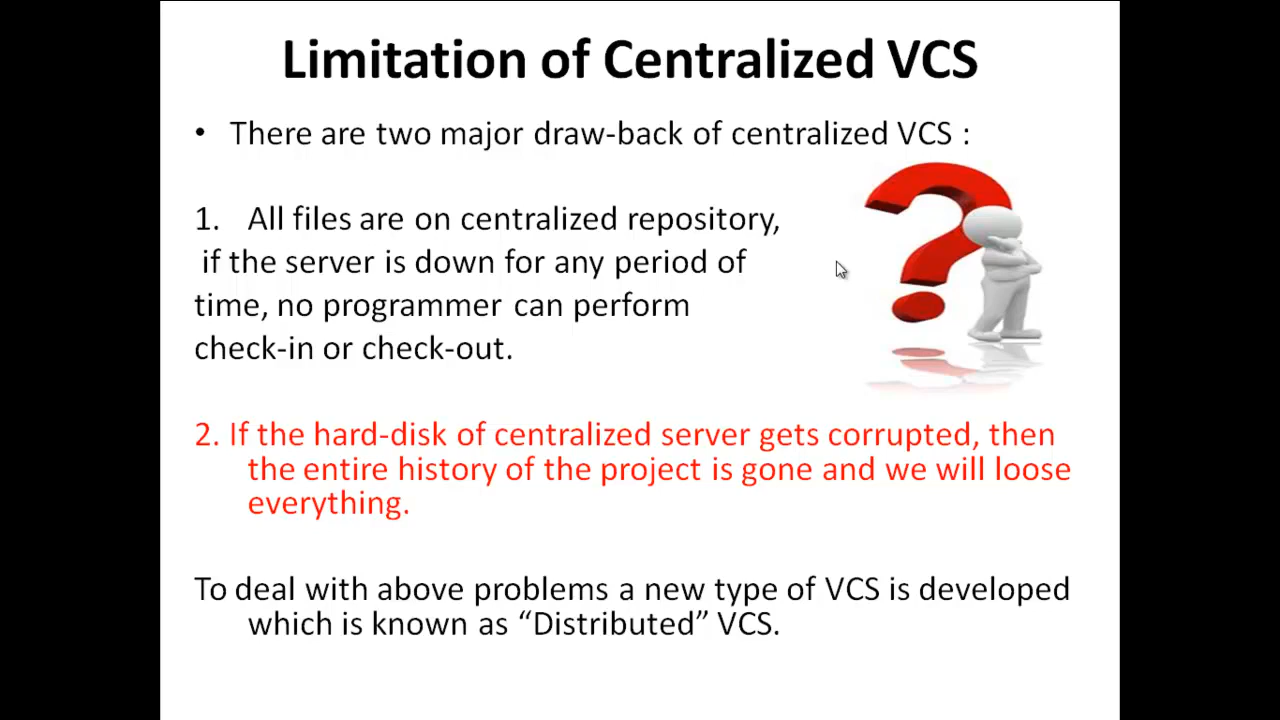 Limitation of Centralized VCS
• There are two major draw-back of centralized VCS :
1. All files are on centralized repository,
if the server is down for any period of
time, no programmer can perform
check-in or check-out.
2. If the hard-disk of centralized server gets corrupted, then
the entire history of the project is gone and we will loose
everything.
To deal with above problems a new type of VCS is developed
which is known as “Distributed” VCS.